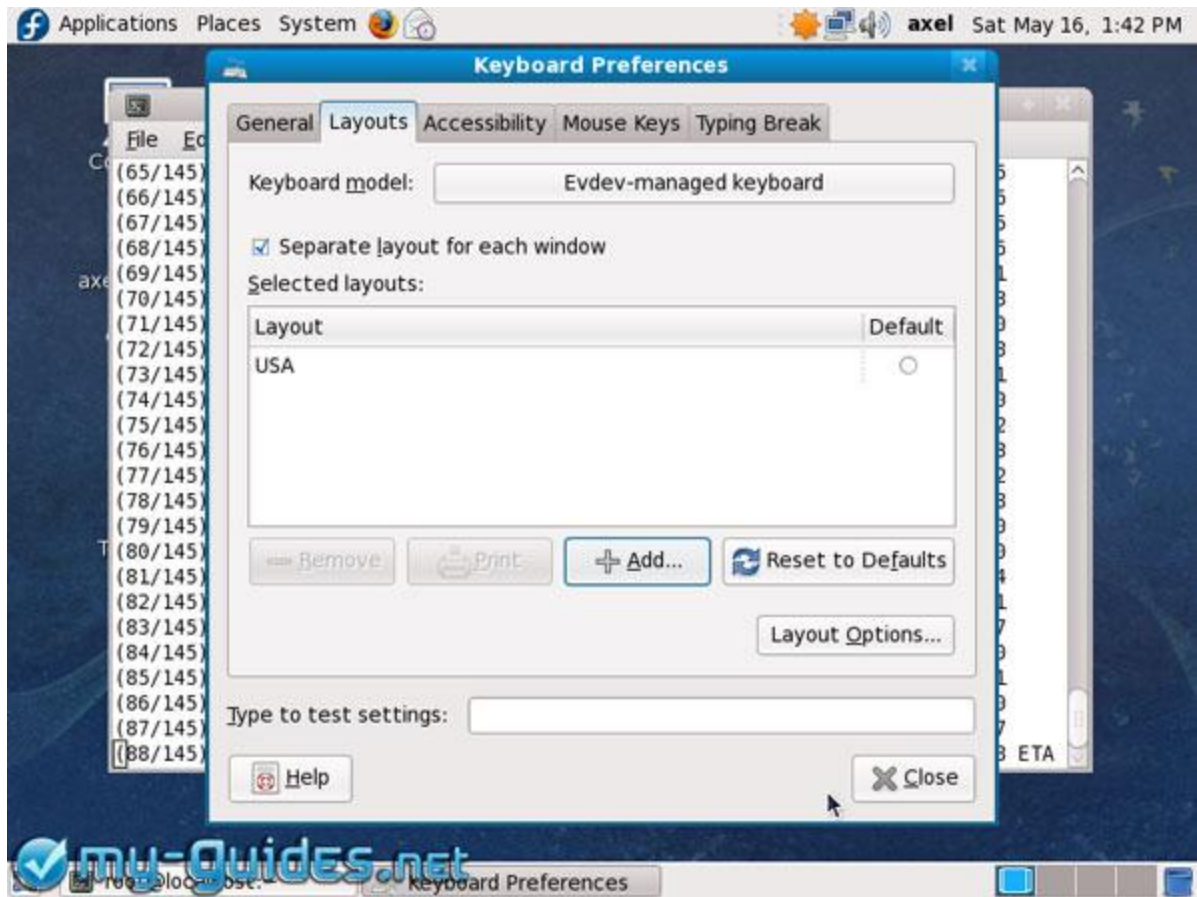 Applications Places System axel Sat May 16, 1:42 PM
Keyboard Preferences
General Layouts Accessibility Mouse Keys Typing Break
File
Keyboard model: Evdev-managed keyboard
Separate layout for each window
Selected layouts:
Layout Default
USA
Remove Print Add... Reset to Defaults
Layout Options...
Type to test settings:
Help Close
(65/145)
(66/145)
(67/145)
(68/145)
(69/145)
(70/145)
(71/145)
(72/145)
(73/145)
(74/145)
(75/145)
(76/145)
(77/145)
(78/145)
(79/145)
(80/145)
(81/145)
(82/145)
(83/145)
(84/145)
(85/145)
(86/145)
(87/145)
(88/145) ETA
my-guides.net
Keyboard Preferences